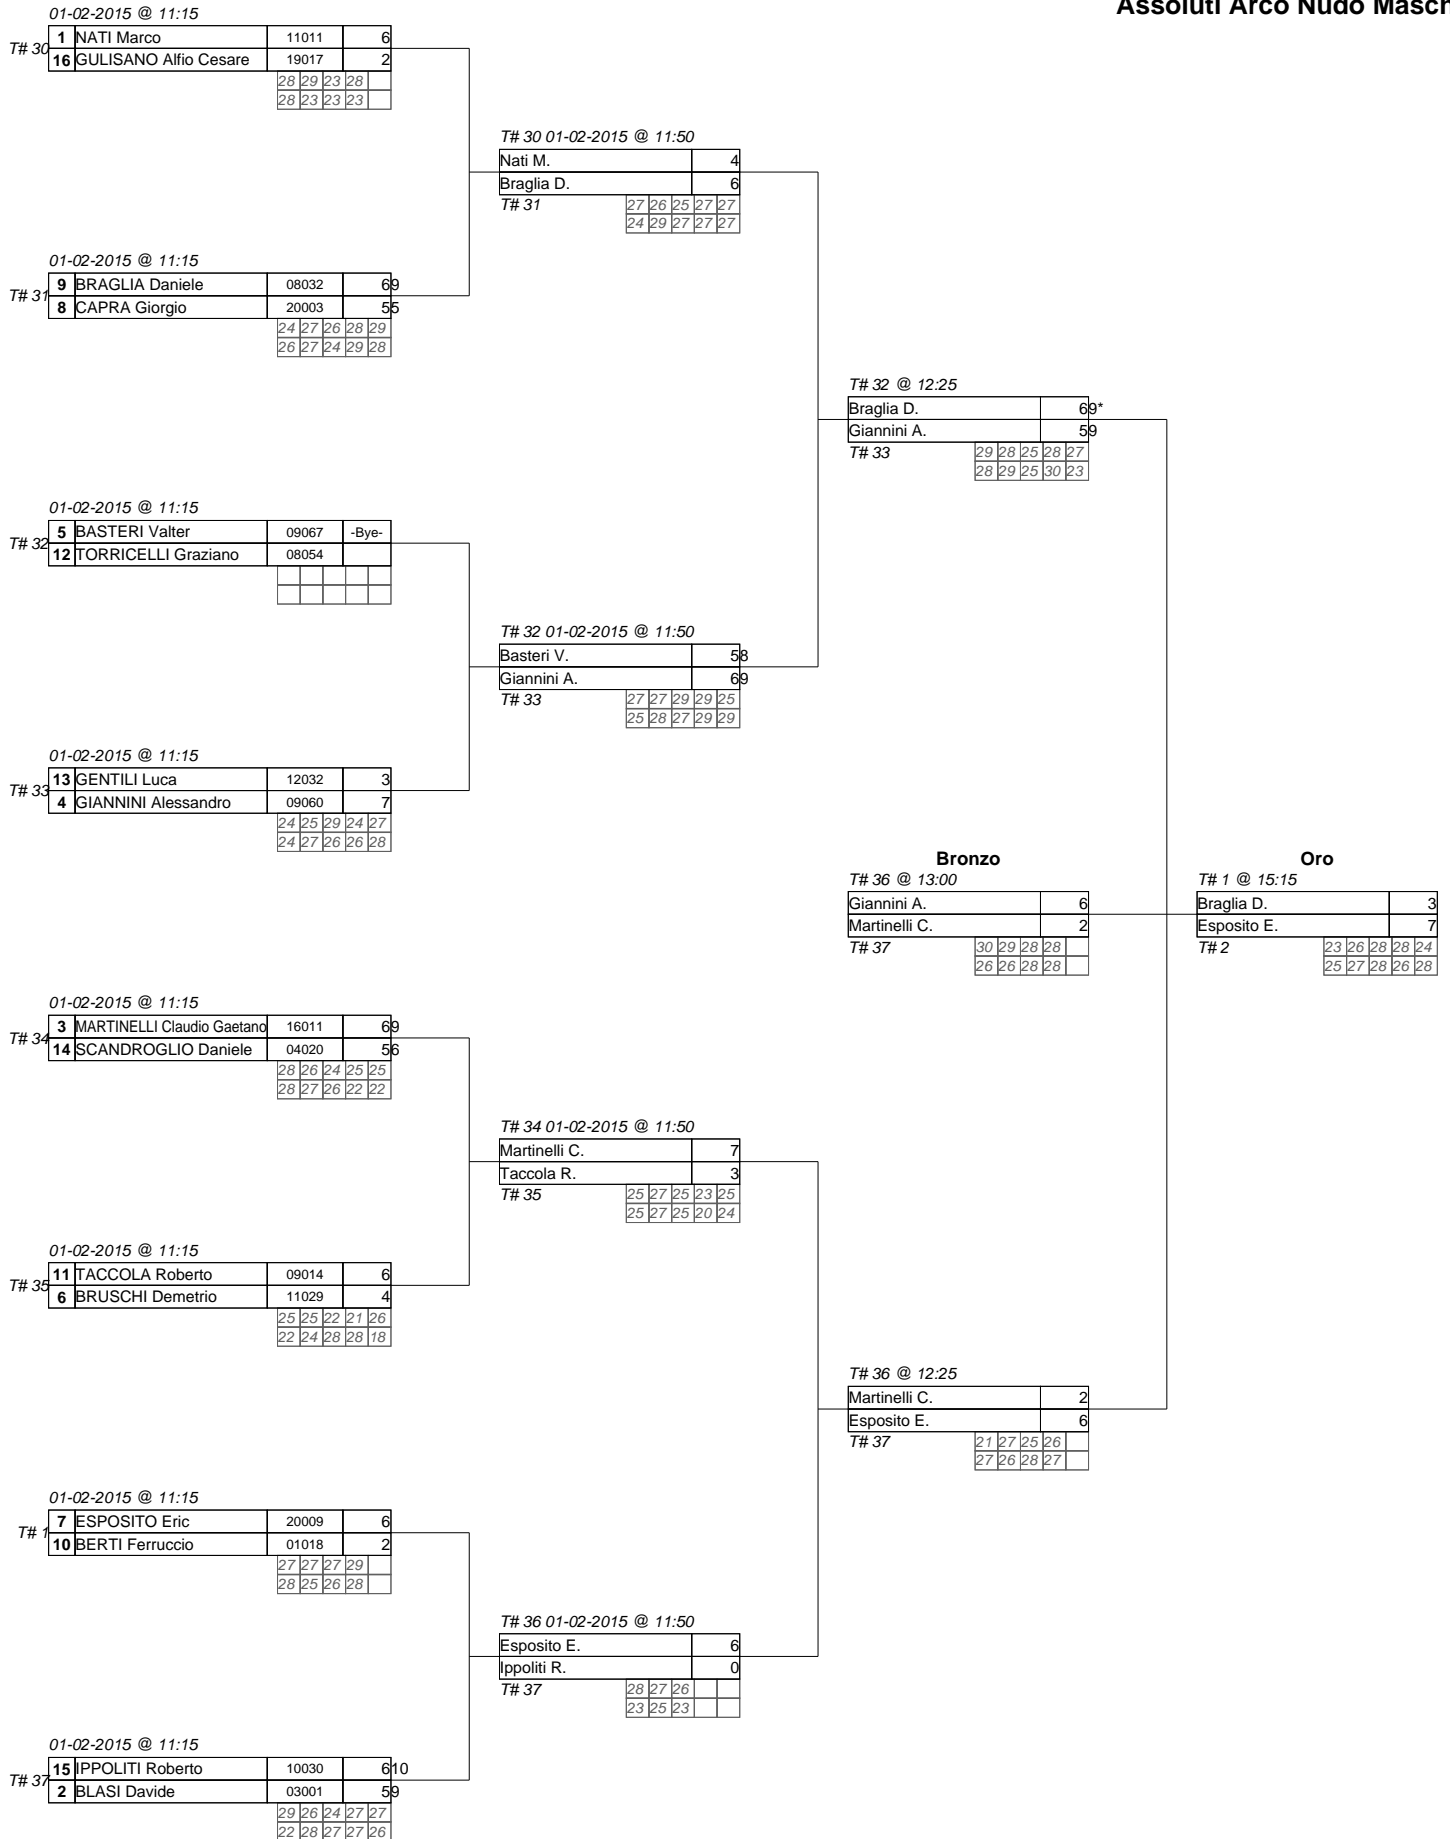 Assoluti Arco Nudo Masch
01-02-2015 @ 11:15
T# 30
1 NATI Marco 11011 6
16 GULISANO Alfio Cesare 19017 2
28 29 23 28
28 23 23 23
T# 30 01-02-2015 @ 11:50
Nati M. 4
Braglia D. 6
T# 31 27 26 25 27 27
24 29 27 27 27
01-02-2015 @ 11:15
T# 31
9 BRAGLIA Daniele 08032 6 9
8 CAPRA Giorgio 20003 5 5
24 27 26 28 29
26 27 24 29 28
T# 32 @ 12:25
Braglia D. 6 9*
Giannini A. 5 9
T# 33 29 28 25 28 27
28 29 25 30 23
01-02-2015 @ 11:15
T# 32
5 BASTERI Valter 09067 -Bye-
12 TORRICELLI Graziano 08054
T# 32 01-02-2015 @ 11:50
Basteri V. 5 8
Giannini A. 6 9
T# 33 27 27 29 29 25
25 28 27 29 29
01-02-2015 @ 11:15
T# 33
13 GENTILI Luca 12032 3
4 GIANNINI Alessandro 09060 7
24 25 29 24 27
24 27 26 26 28
Bronzo
T# 36 @ 13:00
Giannini A. 6
Martinelli C. 2
T# 37 30 29 28 28
26 26 28 28
Oro
T# 1 @ 15:15
Braglia D. 3
Esposito E. 7
T# 2 23 26 28 28 24
25 27 28 26 28
01-02-2015 @ 11:15
T# 34
3 MARTINELLI Claudio Gaetano 16011 6 9
14 SCANDROGLIO Daniele 04020 5 6
28 26 24 25 25
28 27 26 22 22
T# 34 01-02-2015 @ 11:50
Martinelli C. 7
Taccola R. 3
T# 35 25 27 25 23 25
25 27 25 20 24
01-02-2015 @ 11:15
T# 35
11 TACCOLA Roberto 09014 6
6 BRUSCHI Demetrio 11029 4
25 25 22 21 26
22 24 28 28 18
T# 36 @ 12:25
Martinelli C. 2
Esposito E. 6
T# 37 21 27 25 26
27 26 28 27
01-02-2015 @ 11:15
T# 1
7 ESPOSITO Eric 20009 6
10 BERTI Ferruccio 01018 2
27 27 27 29
28 25 26 28
T# 36 01-02-2015 @ 11:50
Esposito E. 6
Ippoliti R. 0
T# 37 28 27 26
23 25 23
01-02-2015 @ 11:15
T# 37
15 IPPOLITI Roberto 10030 6 10
2 BLASI Davide 03001 5 9
29 26 24 27 27
22 28 27 27 26